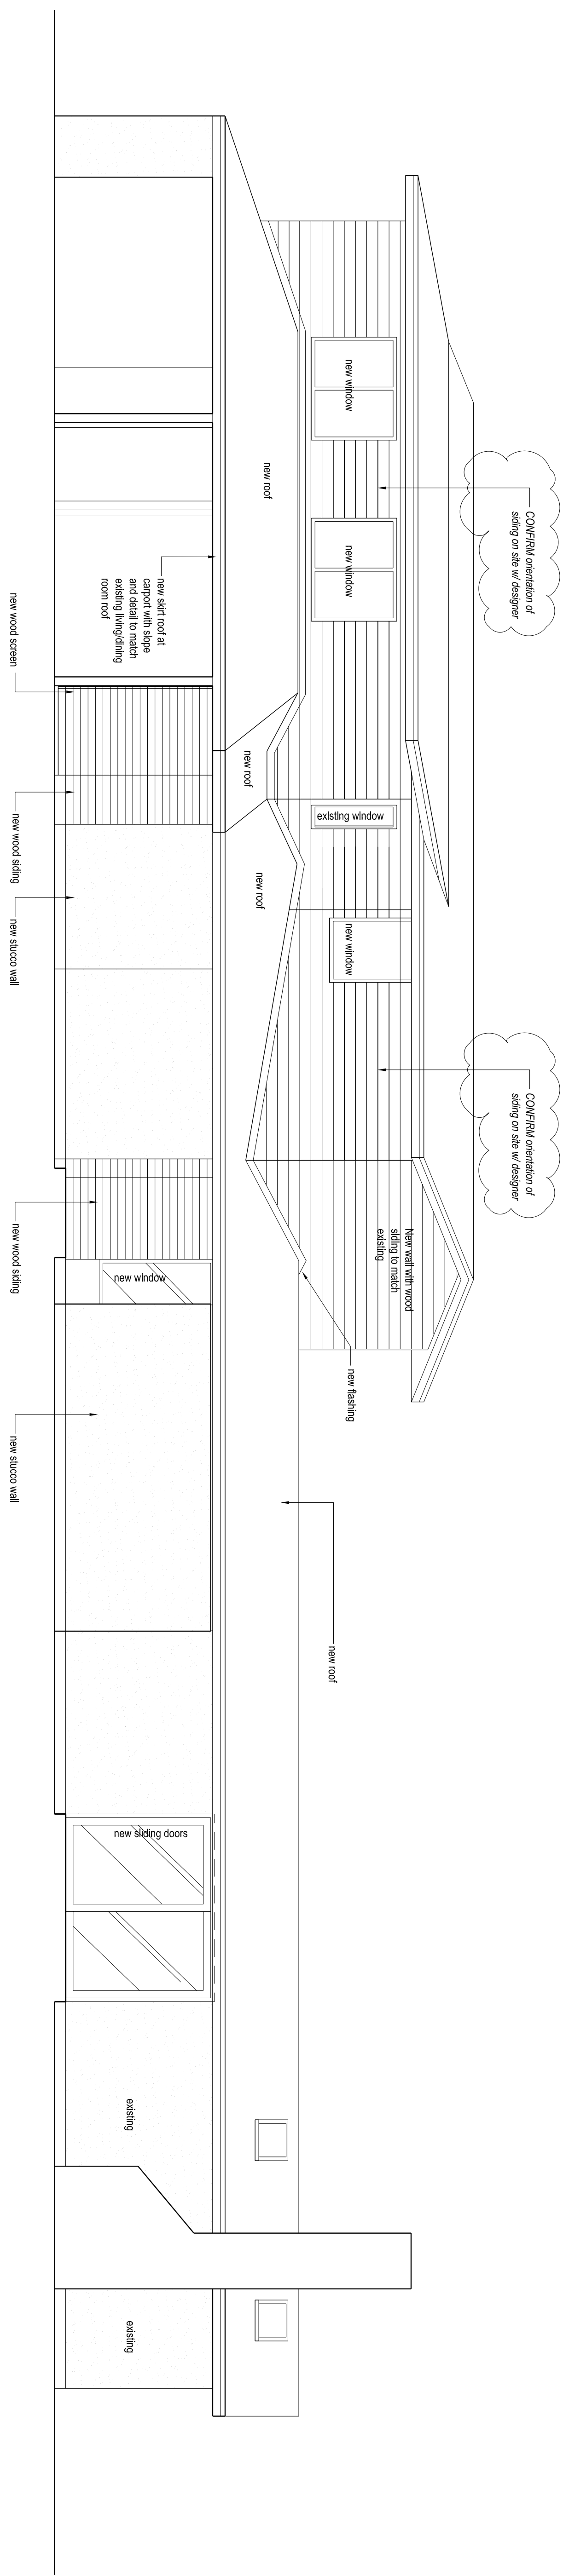 CONFIRM orientation of
siding on site w/ designer
CONFIRM orientation of
siding on site w/ designer
new window
new window
existing window
new window
New wall with wood
siding to match
existing
new flashing
new roof
new roof
new roof
new roof
new skirt roof at
carport with slope
and detail to match
existing living/dining
room roof
new window
new sliding doors
existing
existing
new wood screen
new wood siding
new stucco wall
new wood siding
new stucco wall